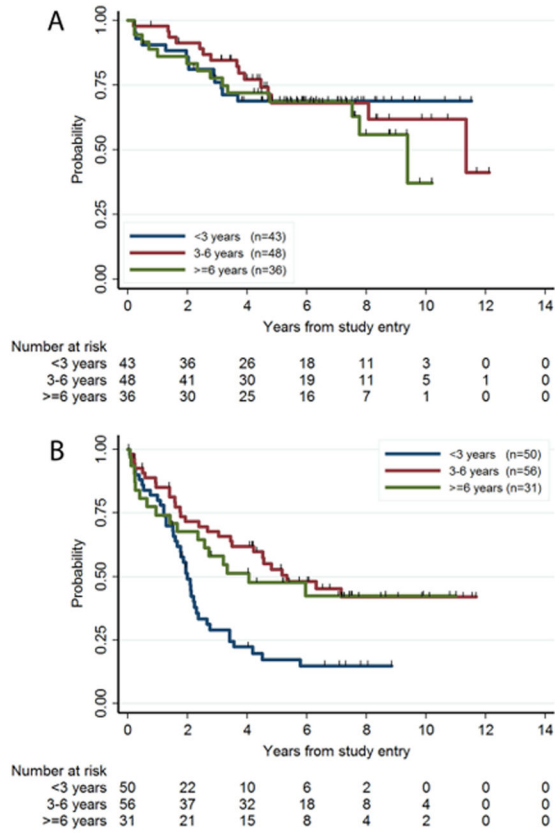 A
1.00
0.75
0.50
0.25
0.00
Probability
<3 years (n=43)
3-6 years (n=48)
>=6 years (n=36)
0 2 4 6 8 10 12 14
Years from study entry
Number at risk
<3 years 43 36 26 18 11 3 0 0
3-6 years 48 41 30 19 11 5 1 0
>=6 years 36 30 25 16 7 1 0 0
B
1.00
0.75
0.50
0.25
0.00
Probability
<3 years (n=50)
3-6 years (n=56)
>=6 years (n=31)
0 2 4 6 8 10 12 14
Years from study entry
Number at risk
<3 years 50 22 10 6 2 0 0 0
3-6 years 56 37 32 18 8 4 0 0
>=6 years 31 21 15 8 4 2 0 0